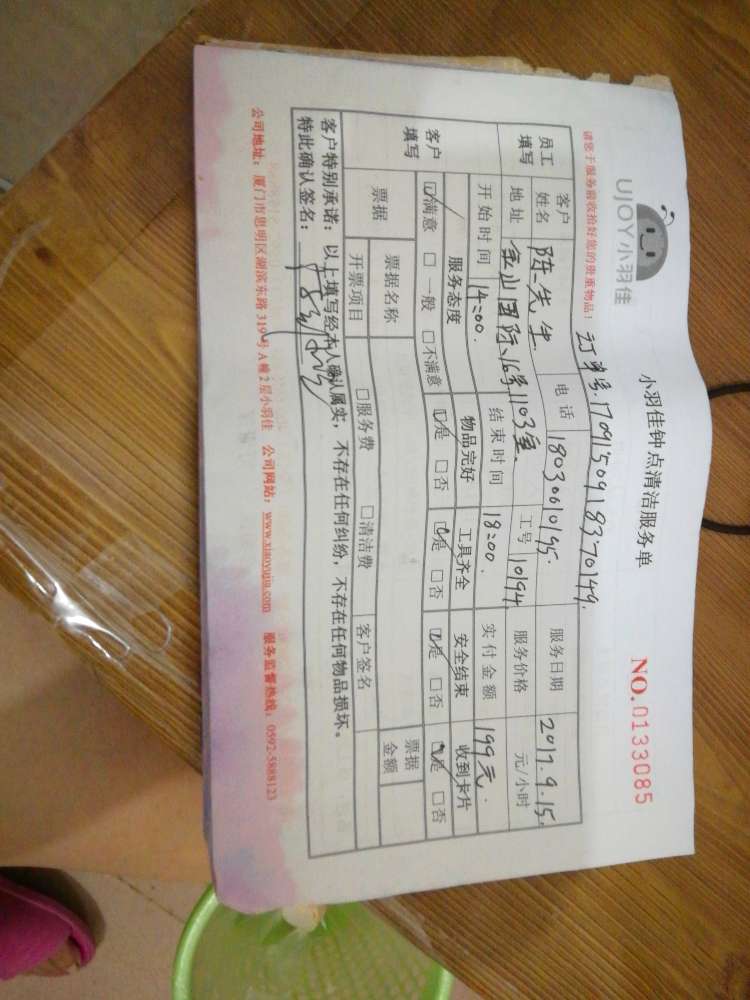 UJOY小羽佳
小羽佳钟点清洁服务单
NO.0133085
请您于服务前收拾好您的贵重物品!
订单号.17091509118370149.
员工填写
客户姓名 陈先生 电话 18030010195. 服务日期 2017.9.15.
地址 金山国际16号1103室. 工号 10194 服务价格 元/小时
开始时间 14:00. 结束时间 18:00. 实付金额 199元.
客户填写
服务态度 物品完好 工具齐全 安全结束 收到卡片
☑满意 □一般 □不满意 ☑是 □否 ☑是 □否 ☑是 □否 ☑是 □否
票据 票据名称 票据金额
开票项目 □服务费 □清洁费 客户签名
客户特别承诺:以上填写经本人确认属实,不存在任何纠纷,不存在任何物品损坏。
特此确认签名:
公司地址:厦门市思明区湖滨东路319号A幢2层小羽佳 公司网站:www.xiaoyujia.com 服务监督热线:0592-5888123